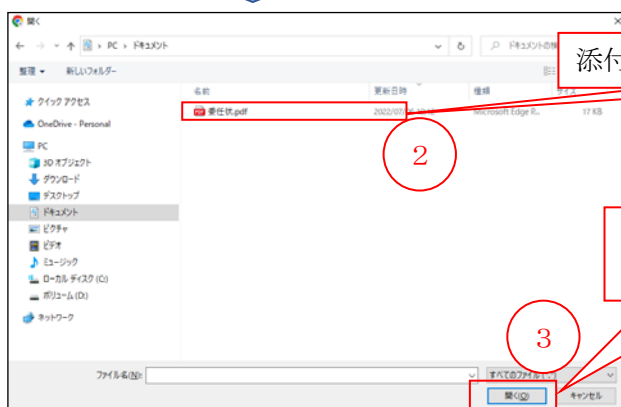 開く
PC › ドキュメント
ドキュメントの検
整理 新しいフォルダー
添付
名前 更新日時 種類 サイズ
クイック アクセス
委任状.pdf 2022/07/ Microsoft Edge P... 17 KB
OneDrive - Personal
PC
3D オブジェクト
ダウンロード
デスクトップ
ドキュメント
ピクチャ
ビデオ
ミュージック
ローカル ディスク (C:)
ボリューム (D:)
ネットワーク
2
3
ファイル名(N):
すべてのファイル (*.*)
開く(O) キャンセル